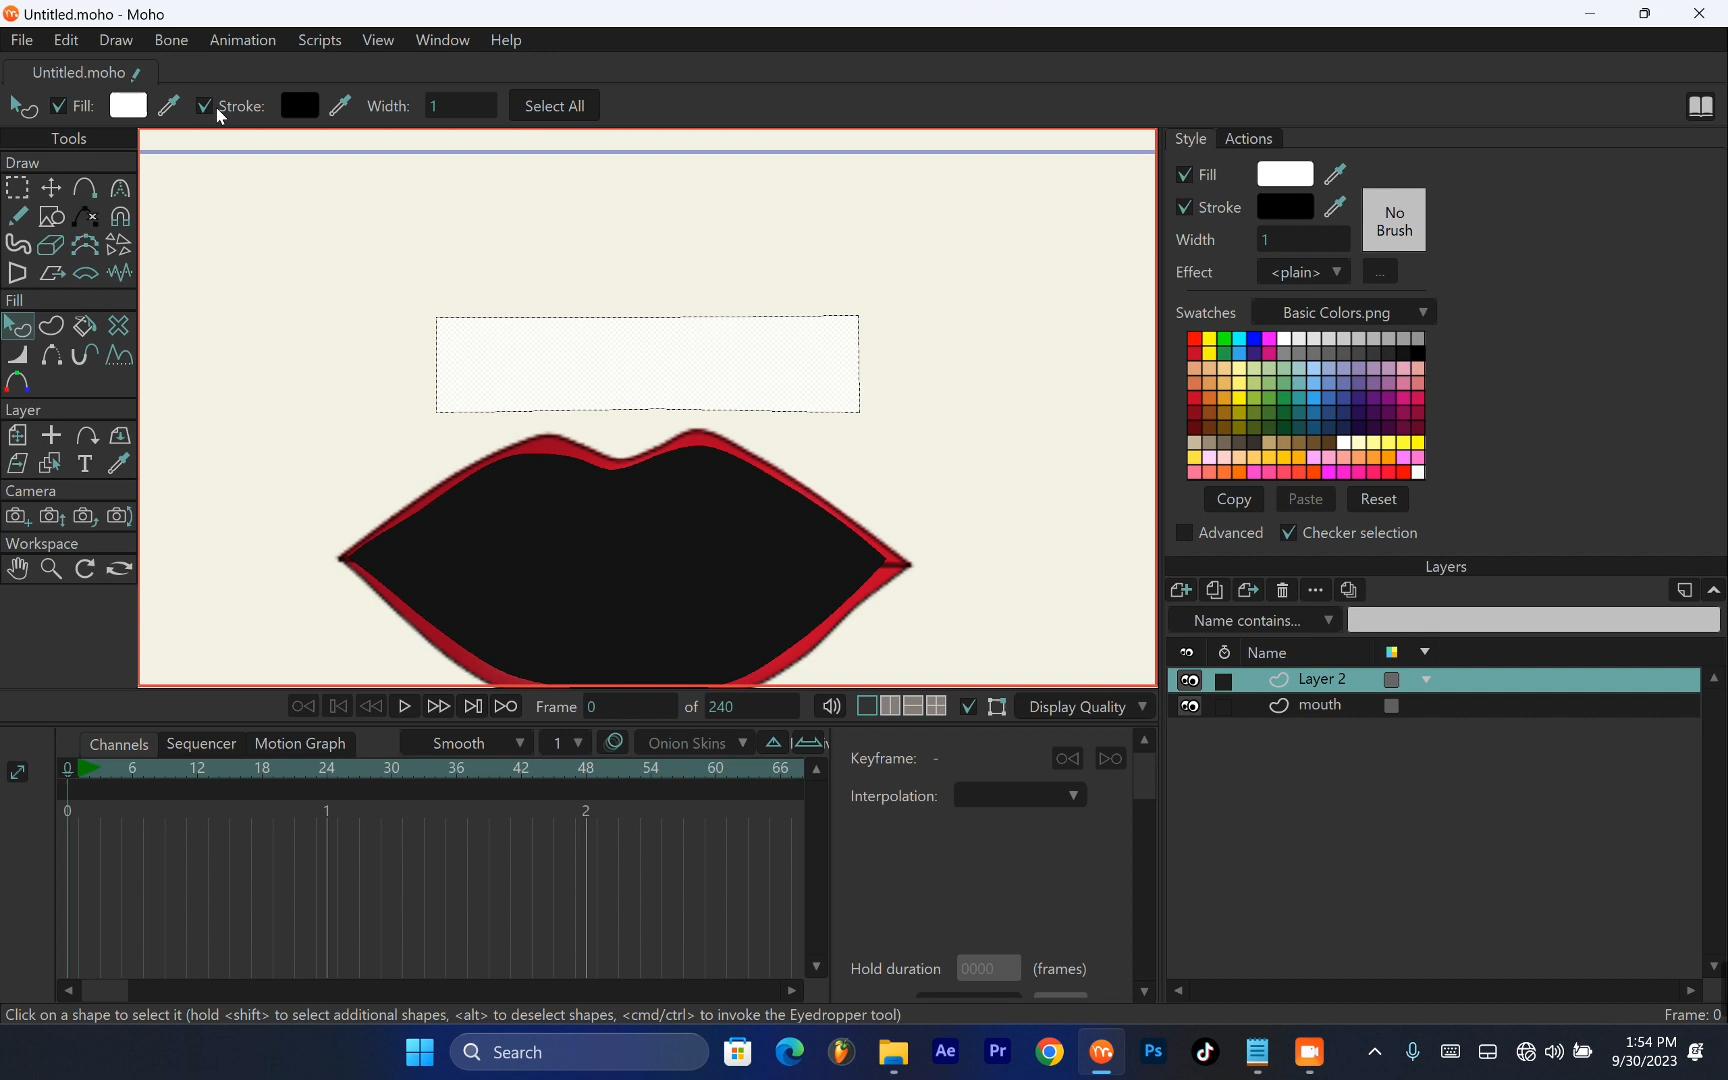 Untitled.moho - Moho
File Edit Draw Bone Animation Scripts View Window Help
Untitled.moho
Fill: Stroke: Width: 1 Select All
Tools
Draw
Fill
Layer
T
Camera
Workspace
Style Actions
Fill
Stroke
No
Brush
Width 1
Effect <plain> ...
Swatches Basic Colors.png
Copy Paste Reset
Advanced Checker selection
Layers
Name contains...
Name
Layer 2
mouth
Frame 0 of 240 Display Quality
Channels Sequencer Motion Graph Smooth 1 Onion Skins
0 6 12 18 24 30 36 42 48 54 60 66
0 1 2
Keyframe: -
Interpolation:
Hold duration 0000 (frames)
Click on a shape to select it (hold <shift> to select additional shapes, <alt> to deselect shapes, <cmd/ctrl> to invoke the Eyedropper tool) Frame: 0
Search Ae Pr Ps 1:54 PM
9/30/2023